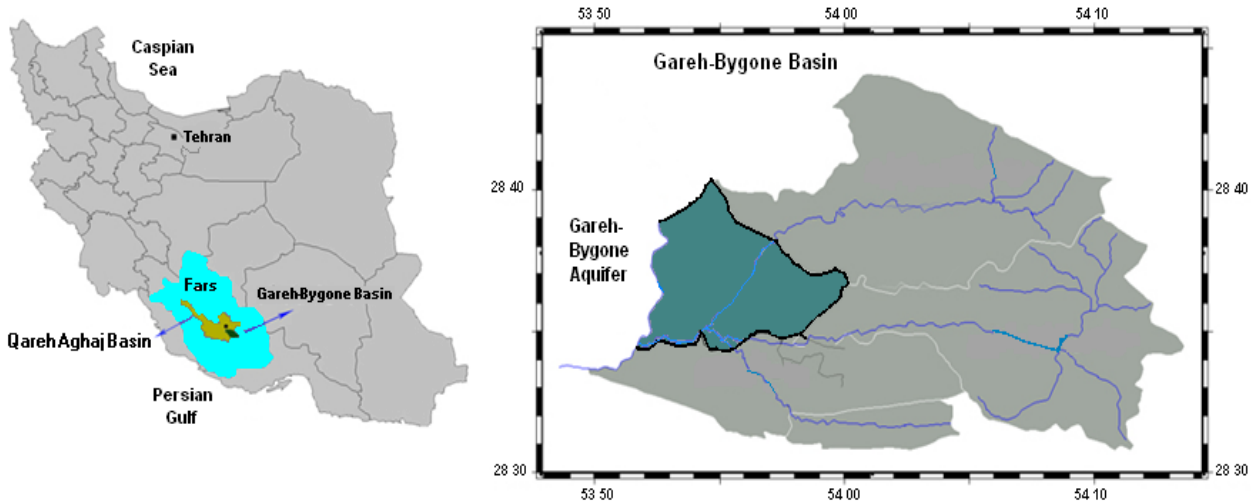 Caspian
Sea
Tehran
Fars
Gareh-Bygone Basin
Qareh Aghaj Basin
Persian
Gulf
53 50
54 00
54 10
Gareh-Bygone Basin
28 40
28 40
Gareh-
Bygone
Aquifer
28 30
28 30
53 50
54 00
54 10